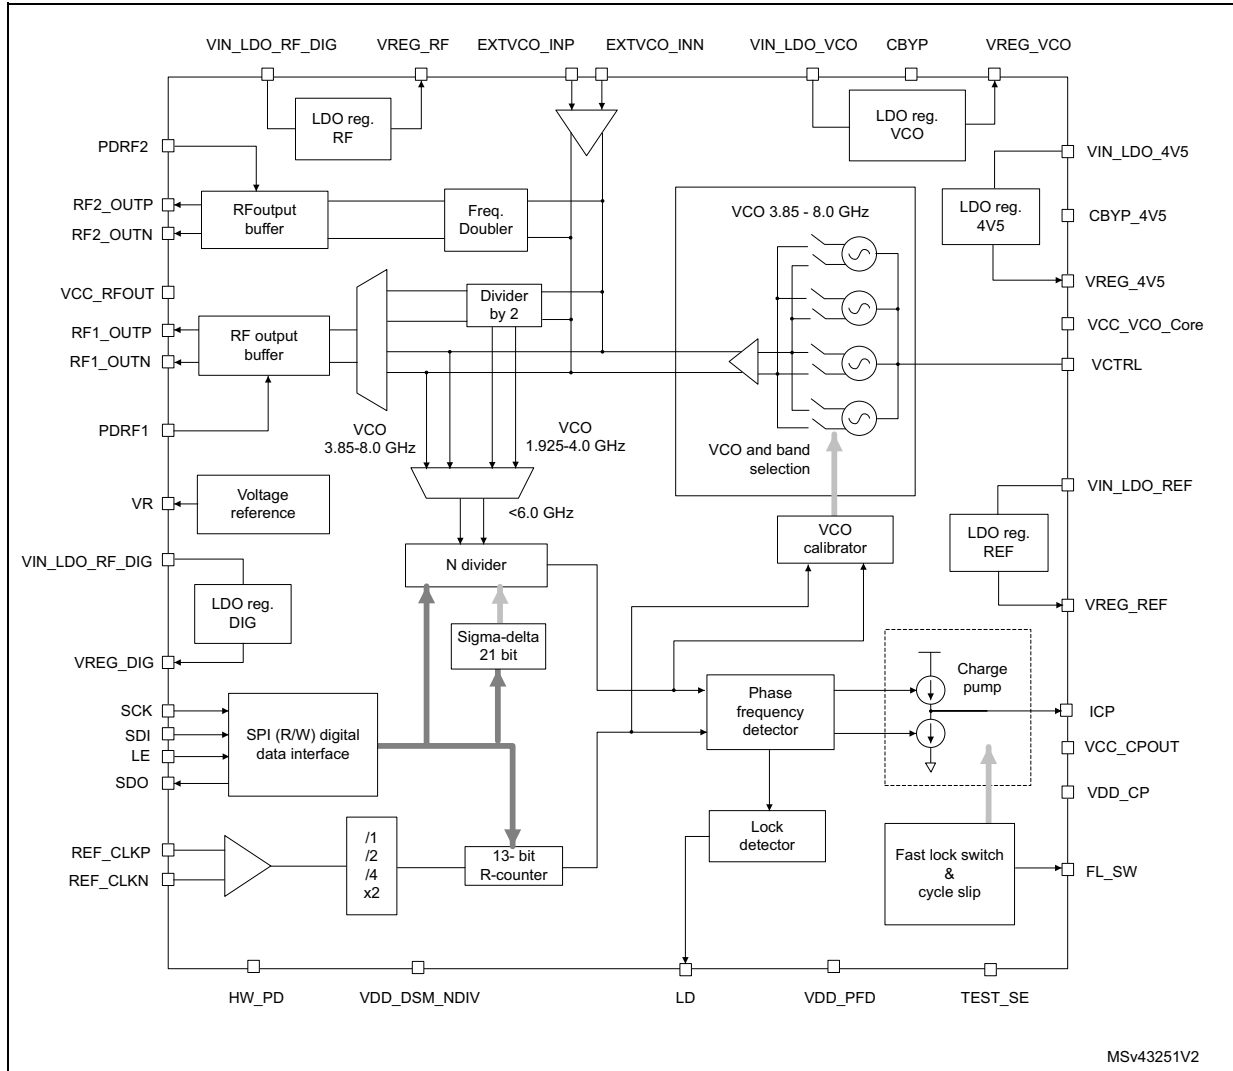 VIN_LDO_RF_DIG
VREG_RF
EXTVCO_INP
EXTVCO_INN
VIN_LDO_VCO
CBYP
VREG_VCO
LDO reg.
RF
LDO reg.
VCO
PDRF2
RF2_OUTP
RF2_OUTN
VCC_RFOUT
RF1_OUTP
RF1_OUTN
PDRF1
VR
VIN_LDO_RF_DIG
VREG_DIG
SCK
SDI
LE
SDO
REF_CLKP
REF_CLKN
RFoutput
buffer
Freq.
Doubler
RF output
buffer
Divider
by 2
VCO 3.85 - 8.0 GHz
VCO and band
selection
VCO
3.85-8.0 GHz
VCO
1.925-4.0 GHz
<6.0 GHz
Voltage
reference
N divider
VCO
calibrator
LDO reg.
DIG
Sigma-delta
21 bit
SPI (R/W) digital
data interface
Phase
frequency
detector
Charge
pump
Lock
detector
/1
/2
/4
x2
13- bit
R-counter
Fast lock switch
&
cycle slip
LDO reg.
4V5
LDO reg.
REF
VIN_LDO_4V5
CBYP_4V5
VREG_4V5
VCC_VCO_Core
VCTRL
VIN_LDO_REF
VREG_REF
ICP
VCC_CPOUT
VDD_CP
FL_SW
HW_PD
VDD_DSM_NDIV
LD
VDD_PFD
TEST_SE
MSv43251V2